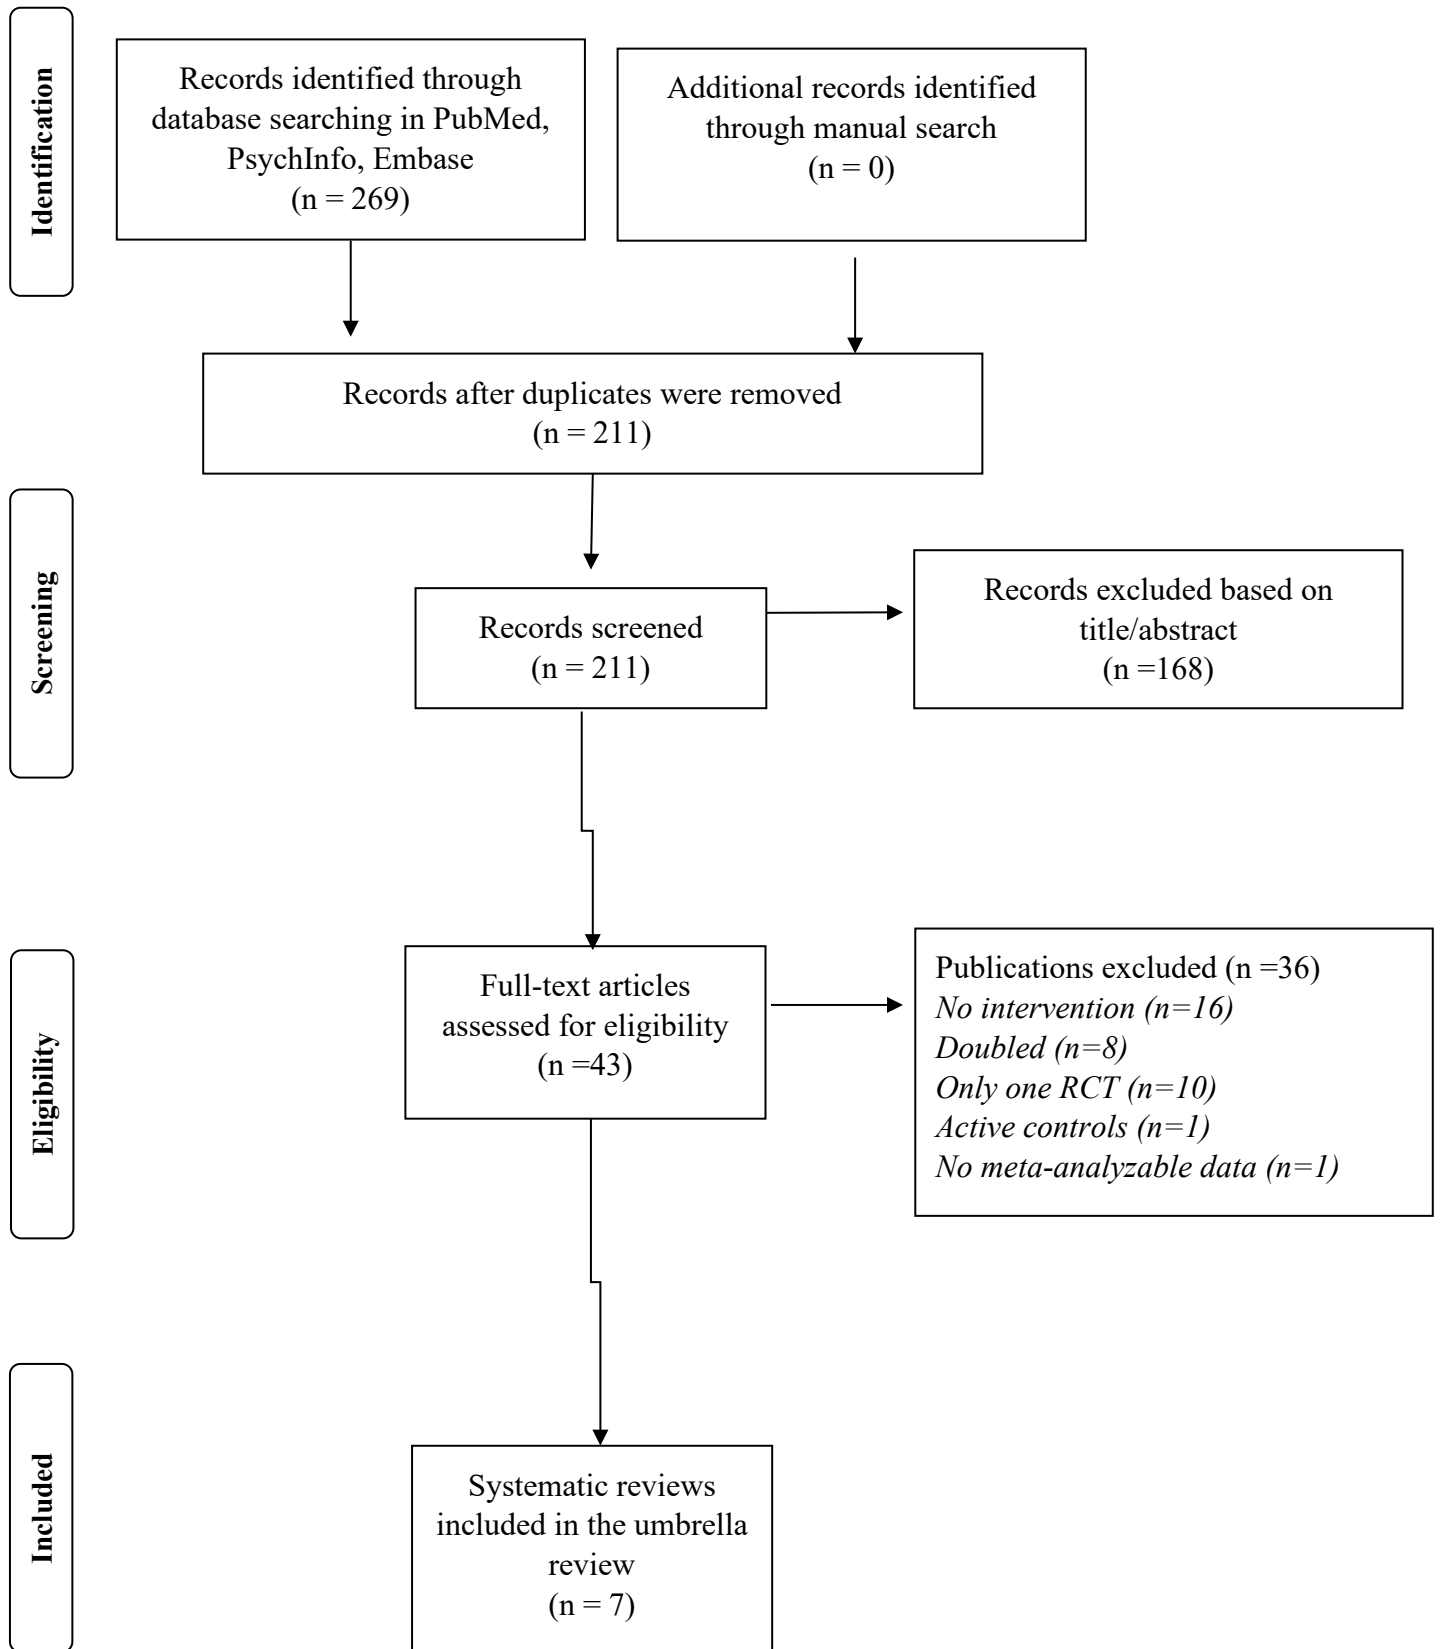 Identification
Records identified through
database searching in PubMed,
PsychInfo, Embase
(n = 269)
Additional records identified
through manual search
(n = 0)
Records after duplicates were removed
(n = 211)
Screening
Records screened
(n = 211)
Records excluded based on
title/abstract
(n =168)
Eligibility
Full-text articles
assessed for eligibility
(n =43)
Publications excluded (n =36)
No intervention (n=16)
Doubled (n=8)
Only one RCT (n=10)
Active controls (n=1)
No meta-analyzable data (n=1)
Included
Systematic reviews
included in the umbrella
review
(n = 7)